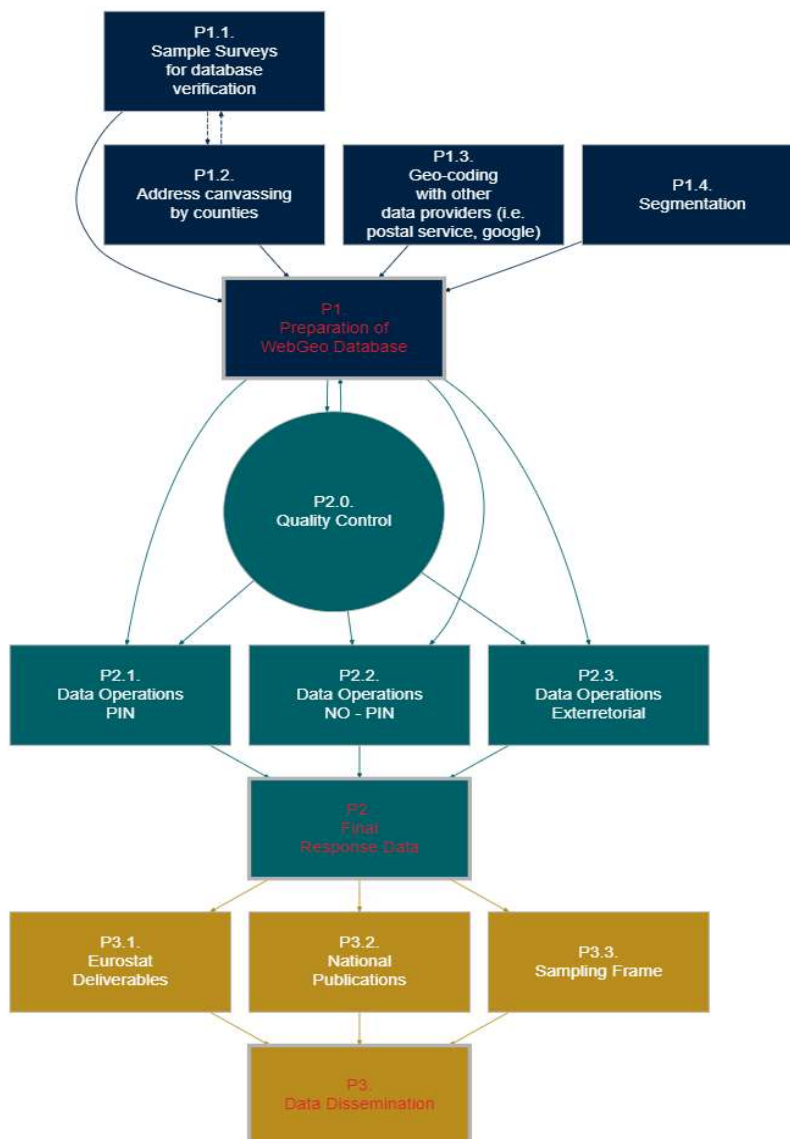 P1.1.
Sample Surveys
for database
verification
P1.2.
Address canvassing
by counties
P1.3.
Geo-coding
with other
data providers (i.e.
postal service, google)
P1.4.
Segmentation
P1.
Preparation of
WebGeo Database
P2.0.
Quality Control
P2.1.
Data Operations
PIN
P2.2.
Data Operations
NO - PIN
P2.3.
Data Operations
Exterretorial
P2.
Final
Response Data
P3.1.
Eurostat
Deliverables
P3.2.
National
Publications
P3.3.
Sampling Frame
P3.
Data Dissemination